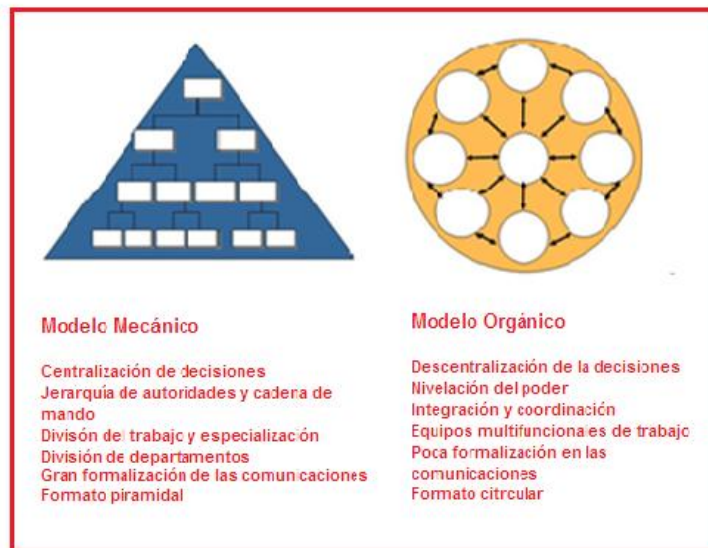 Modelo Mecánico
Centralización de decisiones
Jerarquía de autoridades y cadena de
mando
Divisón del trabajo y especialización
División de departamentos
Gran formalización de las comunicaciones
Formato piramidal
Modelo Orgánico
Descentralización de la decisiones
Nivelación del poder
Integración y coordinación
Equipos multifuncionales de trabajo
Poca formalización en las
comunicaciones
Formato citrcular